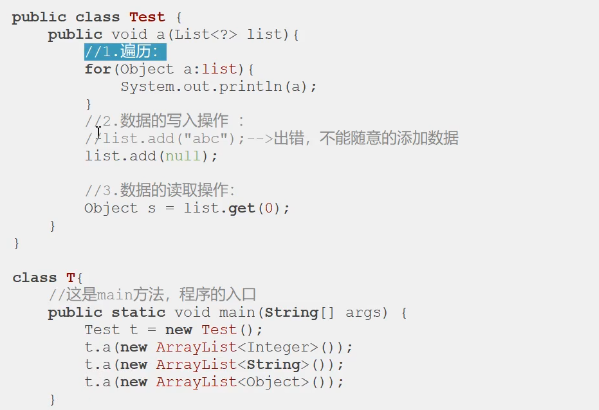 public class Test {
    public void a(List<?> list){
        //1.遍历：
        for(Object a:list){
            System.out.println(a);
        }
        //2.数据的写入操作 ：
        //list.add("abc");-->出错，不能随意的添加数据
        list.add(null);
        //3.数据的读取操作：
        Object s = list.get(0);
    }
}
class T{
    //这是main方法，程序的入口
    public static void main(String[] args) {
        Test t = new Test();
        t.a(new ArrayList<Integer>());
        t.a(new ArrayList<String>());
        t.a(new ArrayList<Object>());
    }